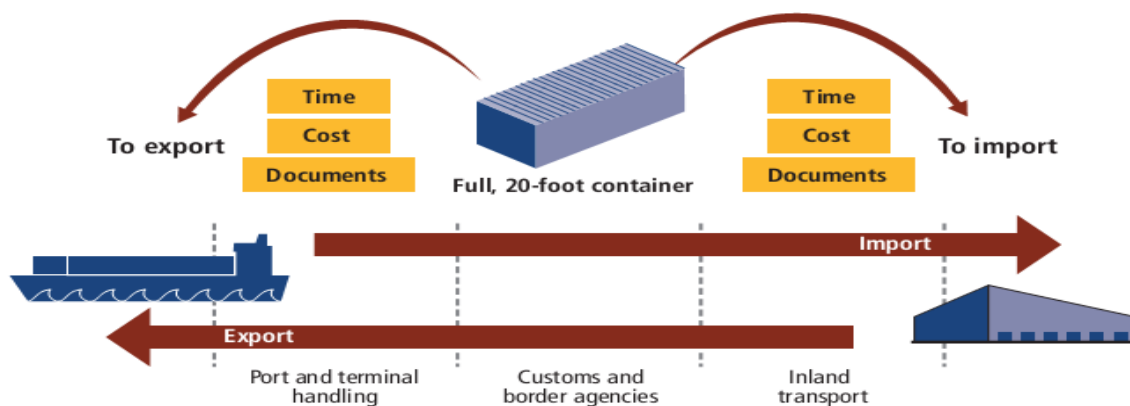 Time
Cost
Documents
To export
Full, 20-foot container
Time
Cost
Documents
To import
Import
Export
Port and terminal
handling
Customs and
border agencies
Inland
transport